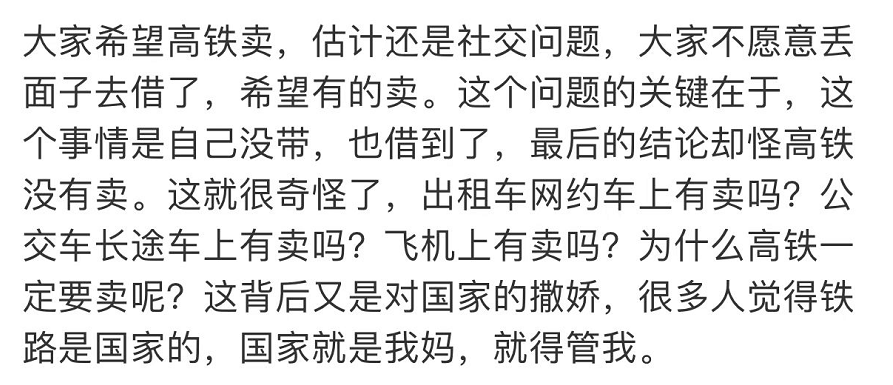 大家希望高铁卖，估计还是社交问题，大家不愿意丢
面子去借了，希望有的卖。这个问题的关键在于，这
个事情是自己没带，也借到了，最后的结论却怪高铁
没有卖。这就很奇怪了，出租车网约车上有卖吗？公
交车长途车上有卖吗？飞机上有卖吗？为什么高铁一
定要卖呢？这背后又是对国家的撒娇，很多人觉得铁
路是国家的，国家就是我妈，就得管我。